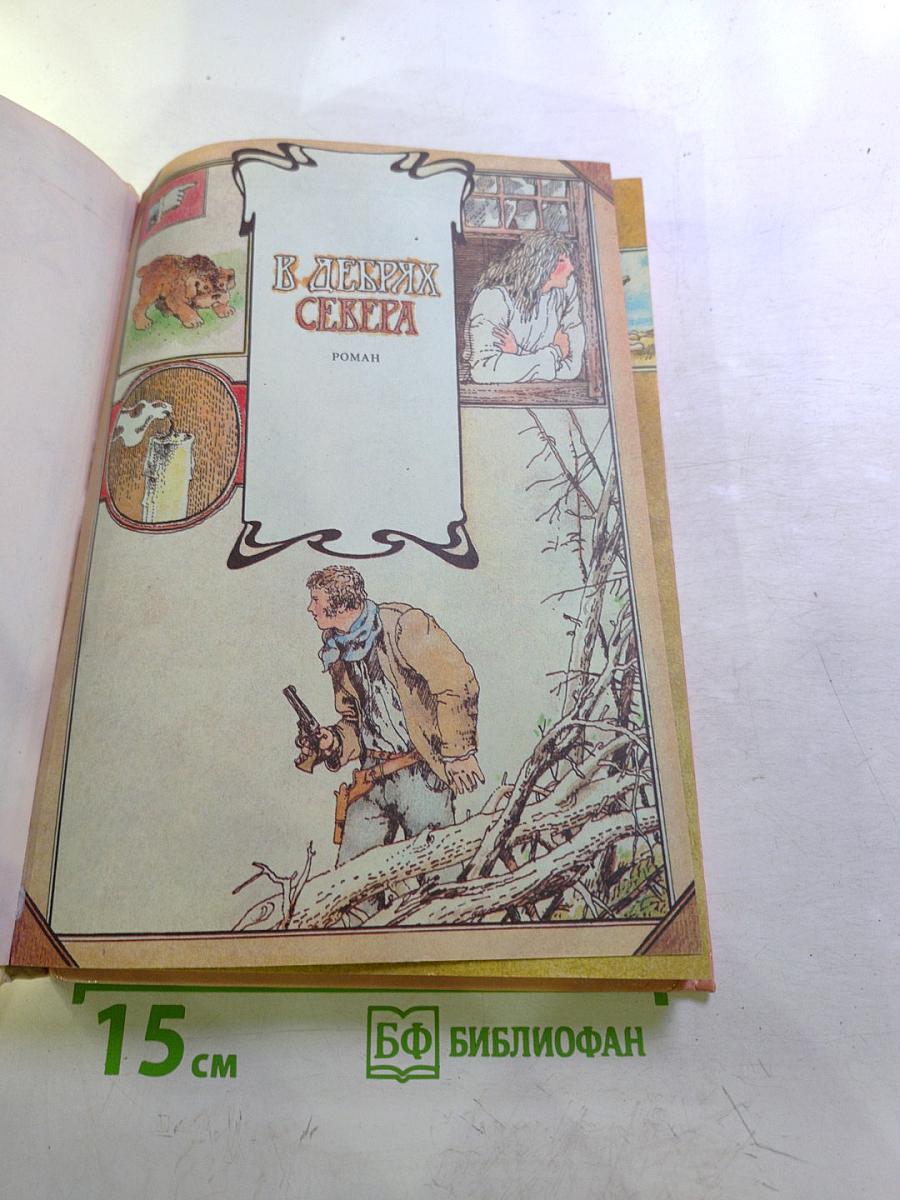 В ДЕБРЯХ
СЕВЕРА
РОМАН
15 см
БФ БИБЛИОФАН